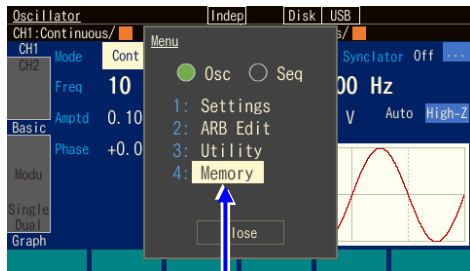 Oscillator Indep Disk USB
CH1:Continuous/ s/
CH1
CH2
Mode Cont Synclator Off ...
Freq 10 00 Hz
Amptd 0.10 V Auto High-Z
Basic
Phase +0.0
Modu
Single
Dual
Graph
Menu
Osc Seq
1: Settings
2: ARB Edit
3: Utility
4: Memory
lose